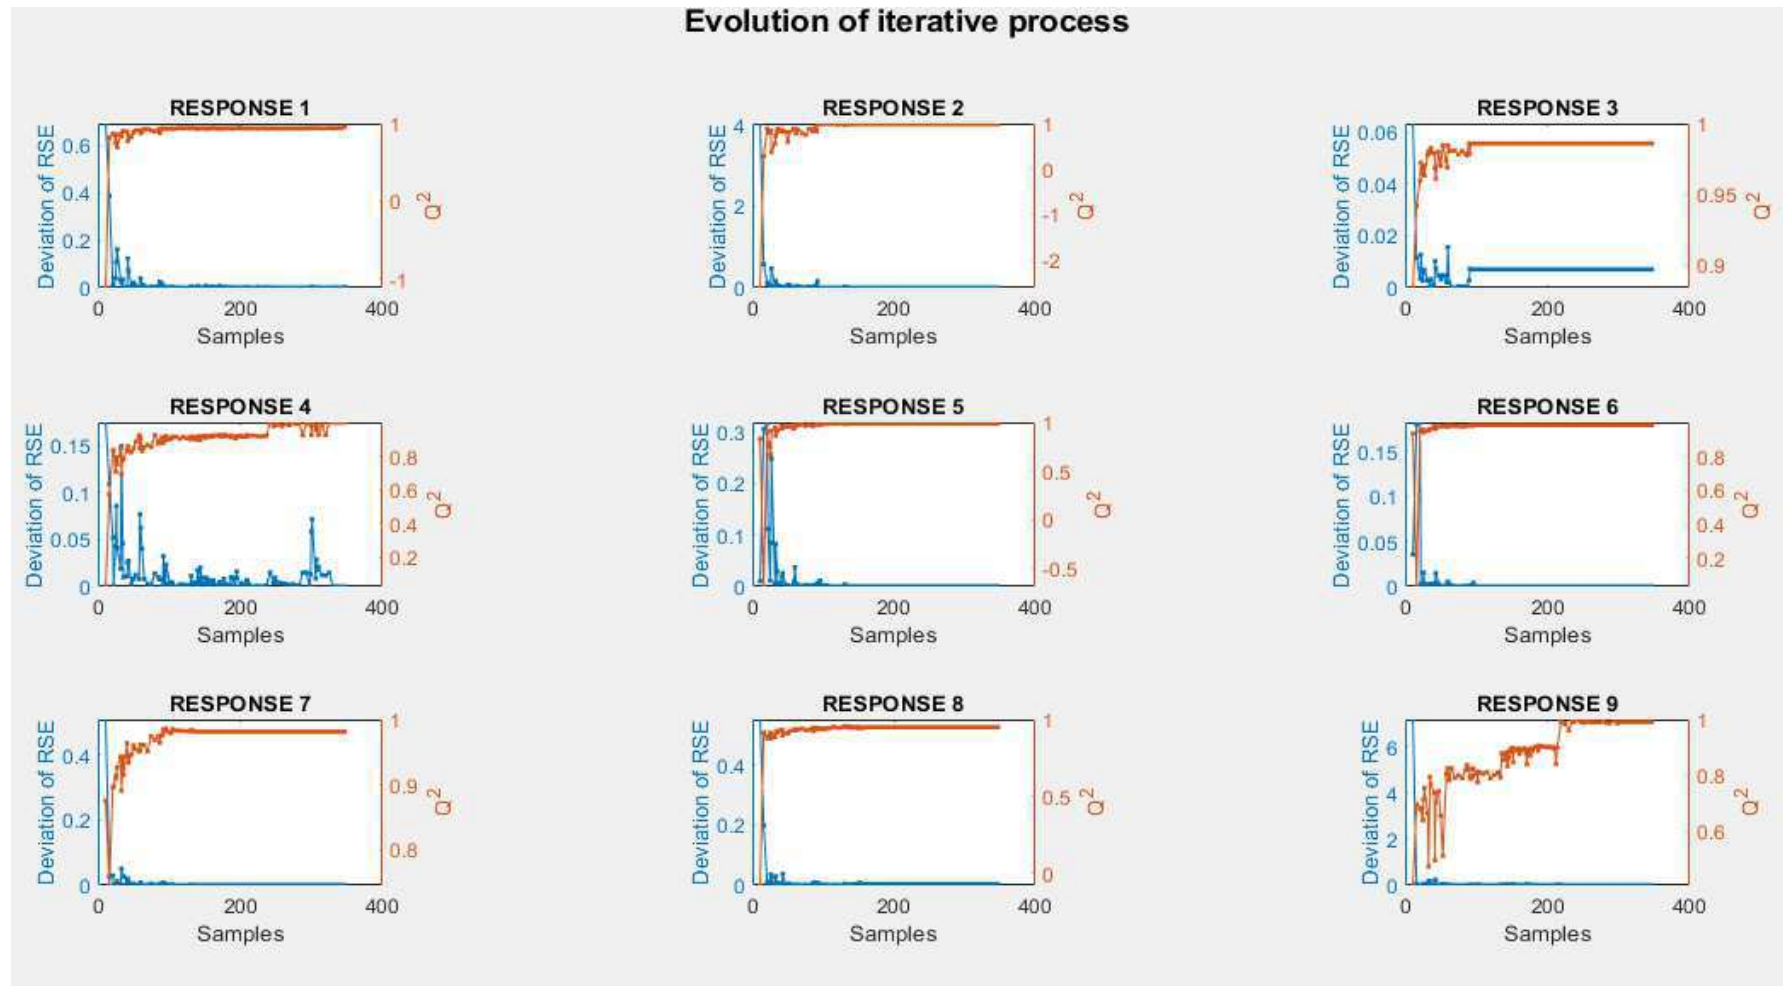 Evolution of iterative process
RESPONSE 1
Deviation of RSE
0.6
0.4
0.2
0
1
0
-1
Q2
0 200 400
Samples
RESPONSE 2
Deviation of RSE
4
2
0
1
0
-1
-2
Q2
0 200 400
Samples
RESPONSE 3
Deviation of RSE
0.06
0.04
0.02
0
1
0.95
0.9
Q2
0 200 400
Samples
RESPONSE 4
Deviation of RSE
0.15
0.1
0.05
0
0.8
0.6
0.4
0.2
Q2
0 200 400
Samples
RESPONSE 5
Deviation of RSE
0.3
0.2
0.1
0
1
0.5
0
-0.5
Q2
0 200 400
Samples
RESPONSE 6
Deviation of RSE
0.15
0.1
0.05
0
0.8
0.6
0.4
0.2
Q2
0 200 400
Samples
RESPONSE 7
Deviation of RSE
0.4
0.2
0
1
0.9
0.8
Q2
0 200 400
Samples
RESPONSE 8
Deviation of RSE
0.4
0.2
0
1
0.5
0
Q2
0 200 400
Samples
RESPONSE 9
Deviation of RSE
6
4
2
0
1
0.8
0.6
Q2
0 200 400
Samples